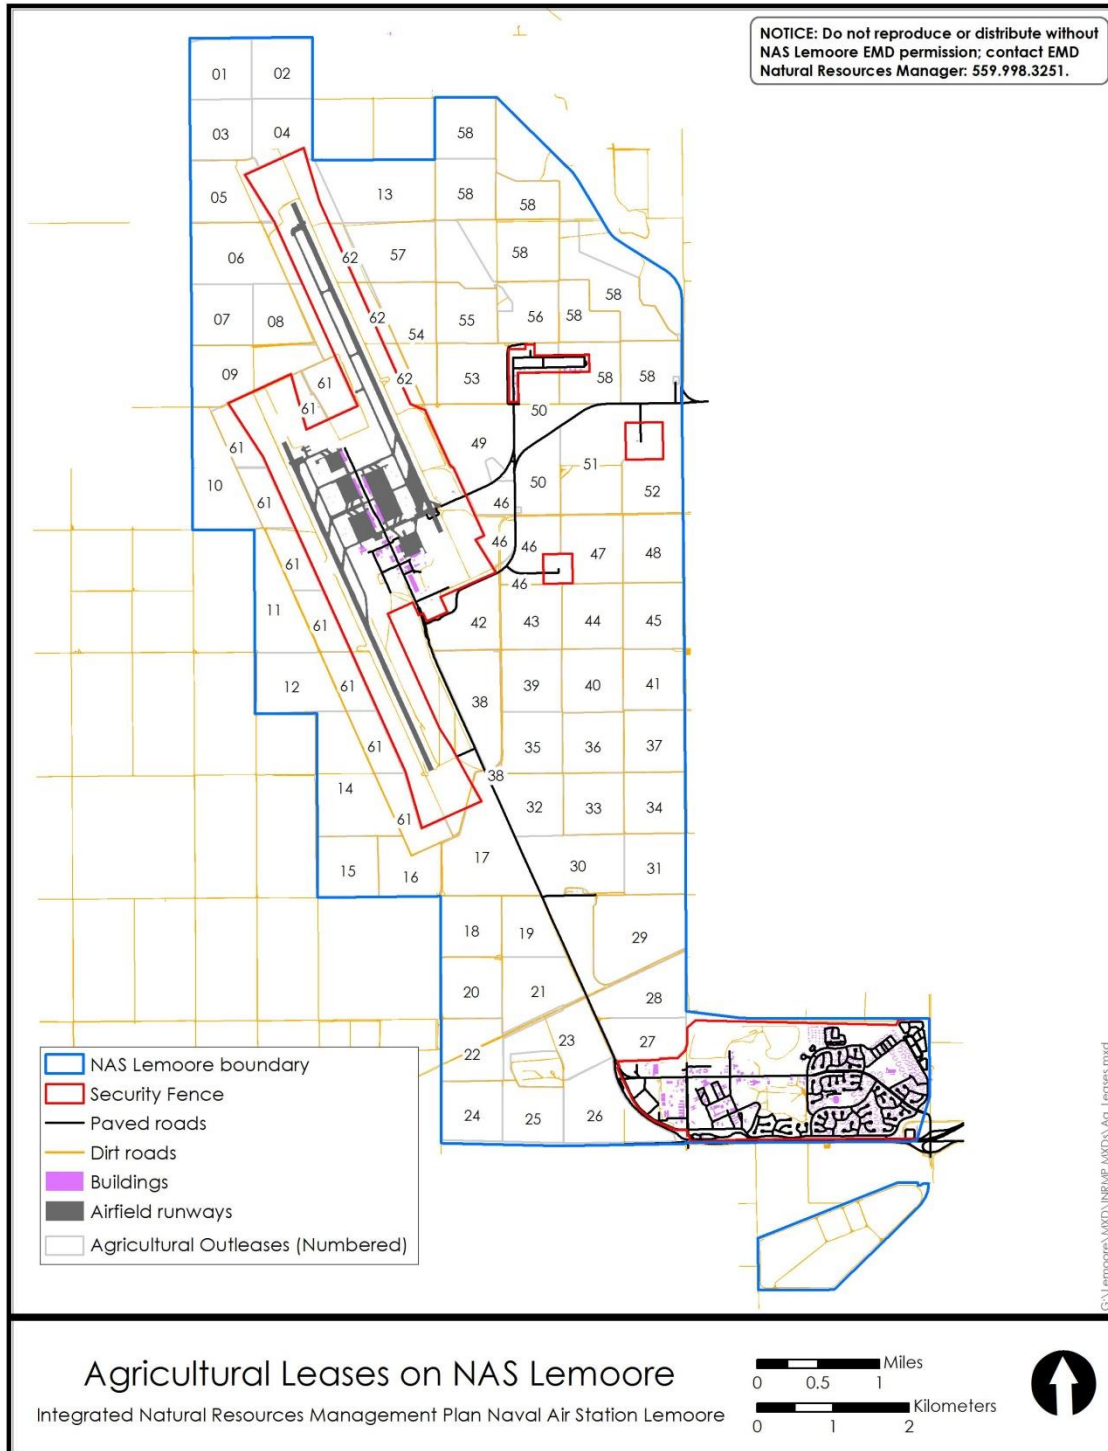 NOTICE: Do not reproduce or distribute without
NAS Lemoore EMD permission; contact EMD
Natural Resources Manager: 559.998.3251.
01 02
03 04 58
05 13 58 58
06 62 57 58
58
07 08 62 54 55 56 58
09 61 62 53 58 58
61 50
61 49 51
10 61 46 50 52
61 46 46 47 48
46
11 61 42 43 44 45
12 61 38 39 40 41
61 35 36 37
38
14 61 32 33 34
15 16 17 30 31
18 19 29
20 21 28
22 23 27
24 25 26
NAS Lemoore boundary
Security Fence
Paved roads
Dirt roads
Buildings
Airfield runways
Agricultural Outleases (Numbered)
G:\Lemoore\MXD\INRMP_MXDs\Ag_Leases.mxd
Agricultural Leases on NAS Lemoore
Integrated Natural Resources Management Plan Naval Air Station Lemoore
Miles
0 0.5 1
Kilometers
0 1 2